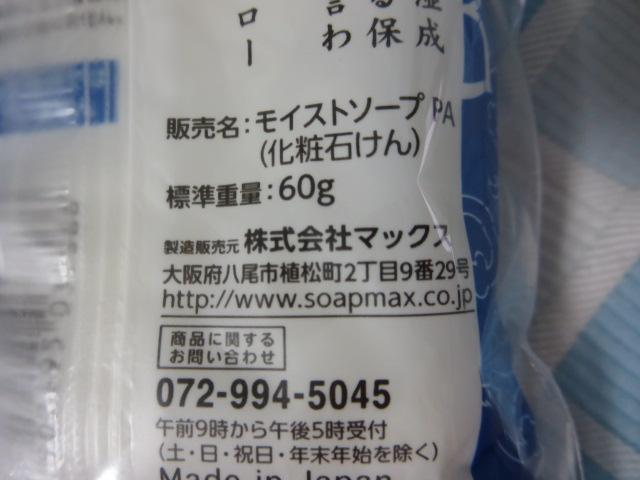 湿成
る保
言わ
ロー
販売名:モイストソープ PA
(化粧石けん)
標準重量:60g
製造販売元 株式会社マックス
大阪府八尾市植松町2丁目9番29号
http://www.soapmax.co.jp
商品に関する
お問い合わせ
072-994-5045
午前9時から午後5時受付
(土・日・祝日・年末年始を除く)
Made in Japan